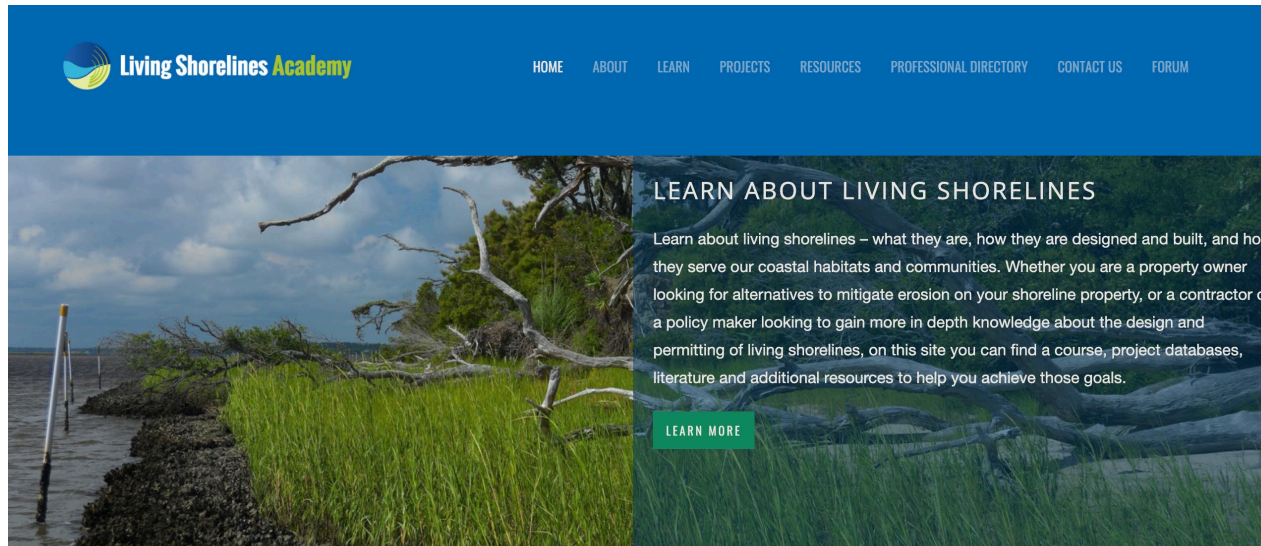 Living Shorelines Academy
HOME ABOUT LEARN PROJECTS RESOURCES PROFESSIONAL DIRECTORY CONTACT US FORUM
LEARN ABOUT LIVING SHORELINES
Learn about living shorelines – what they are, how they are designed and built, and ho
they serve our coastal habitats and communities. Whether you are a property owner
looking for alternatives to mitigate erosion on your shoreline property, or a contractor
a policy maker looking to gain more in depth knowledge about the design and
permitting of living shorelines, on this site you can find a course, project databases,
literature and additional resources to help you achieve those goals.
LEARN MORE